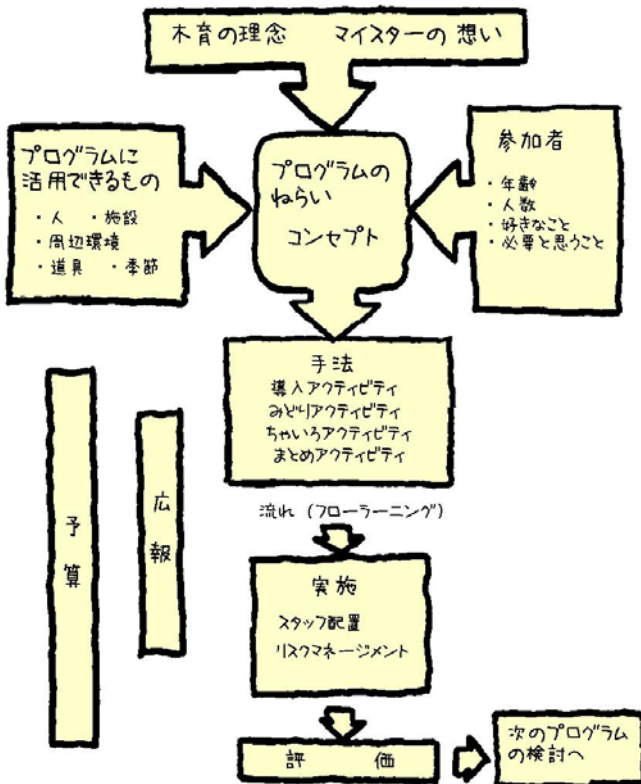 木育の理念　マイスターの想い
プログラムに
活用できるもの
・人　・施設
・周辺環境
・道具　・季節
プログラムの
ねらい
コンセプト
参加者
・年齢
・人数
・好きなこと
・必要と思うこと
手法
導入アクティビティ
みどりアクティビティ
ちゃいろアクティビティ
まとめアクティビティ
流れ（フローラーニング）
実施
スタッフ配置
リスクマネージメント
評　価
次のプログラム
の検討へ
予算
広報